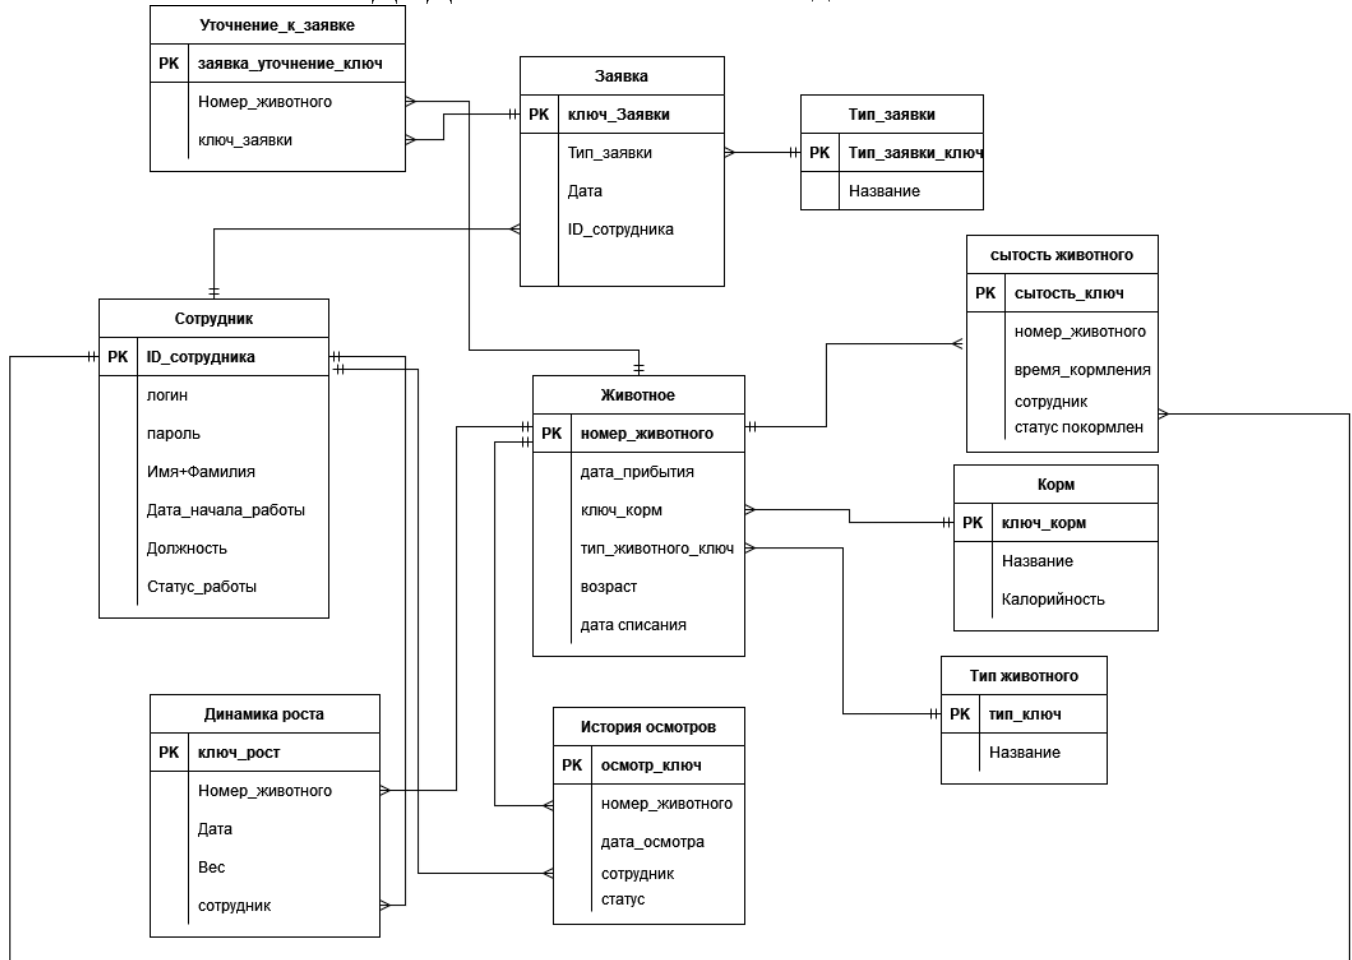 Уточнение_к_заявке
PK заявка_уточнение_ключ
Номер_животного
ключ_заявки
Заявка
PK ключ_Заявки
Тип_заявки
Дата
ID_сотрудника
Тип_заявки
PK Тип_заявки_ключ
Название
сытость животного
PK сытость_ключ
номер_животного
время_кормления
сотрудник
статус покормлен
Сотрудник
PK ID_сотрудника
логин
пароль
Имя+Фамилия
Дата_начала_работы
Должность
Статус_работы
Животное
PK номер_животного
дата_прибытия
ключ_корм
тип_животного_ключ
возраст
дата списания
Корм
PK ключ_корм
Название
Калорийность
Тип животного
PK тип_ключ
Название
Динамика роста
PK ключ_рост
Номер_животного
Дата
Вес
сотрудник
История осмотров
PK осмотр_ключ
номер_животного
дата_осмотра
сотрудник
статус